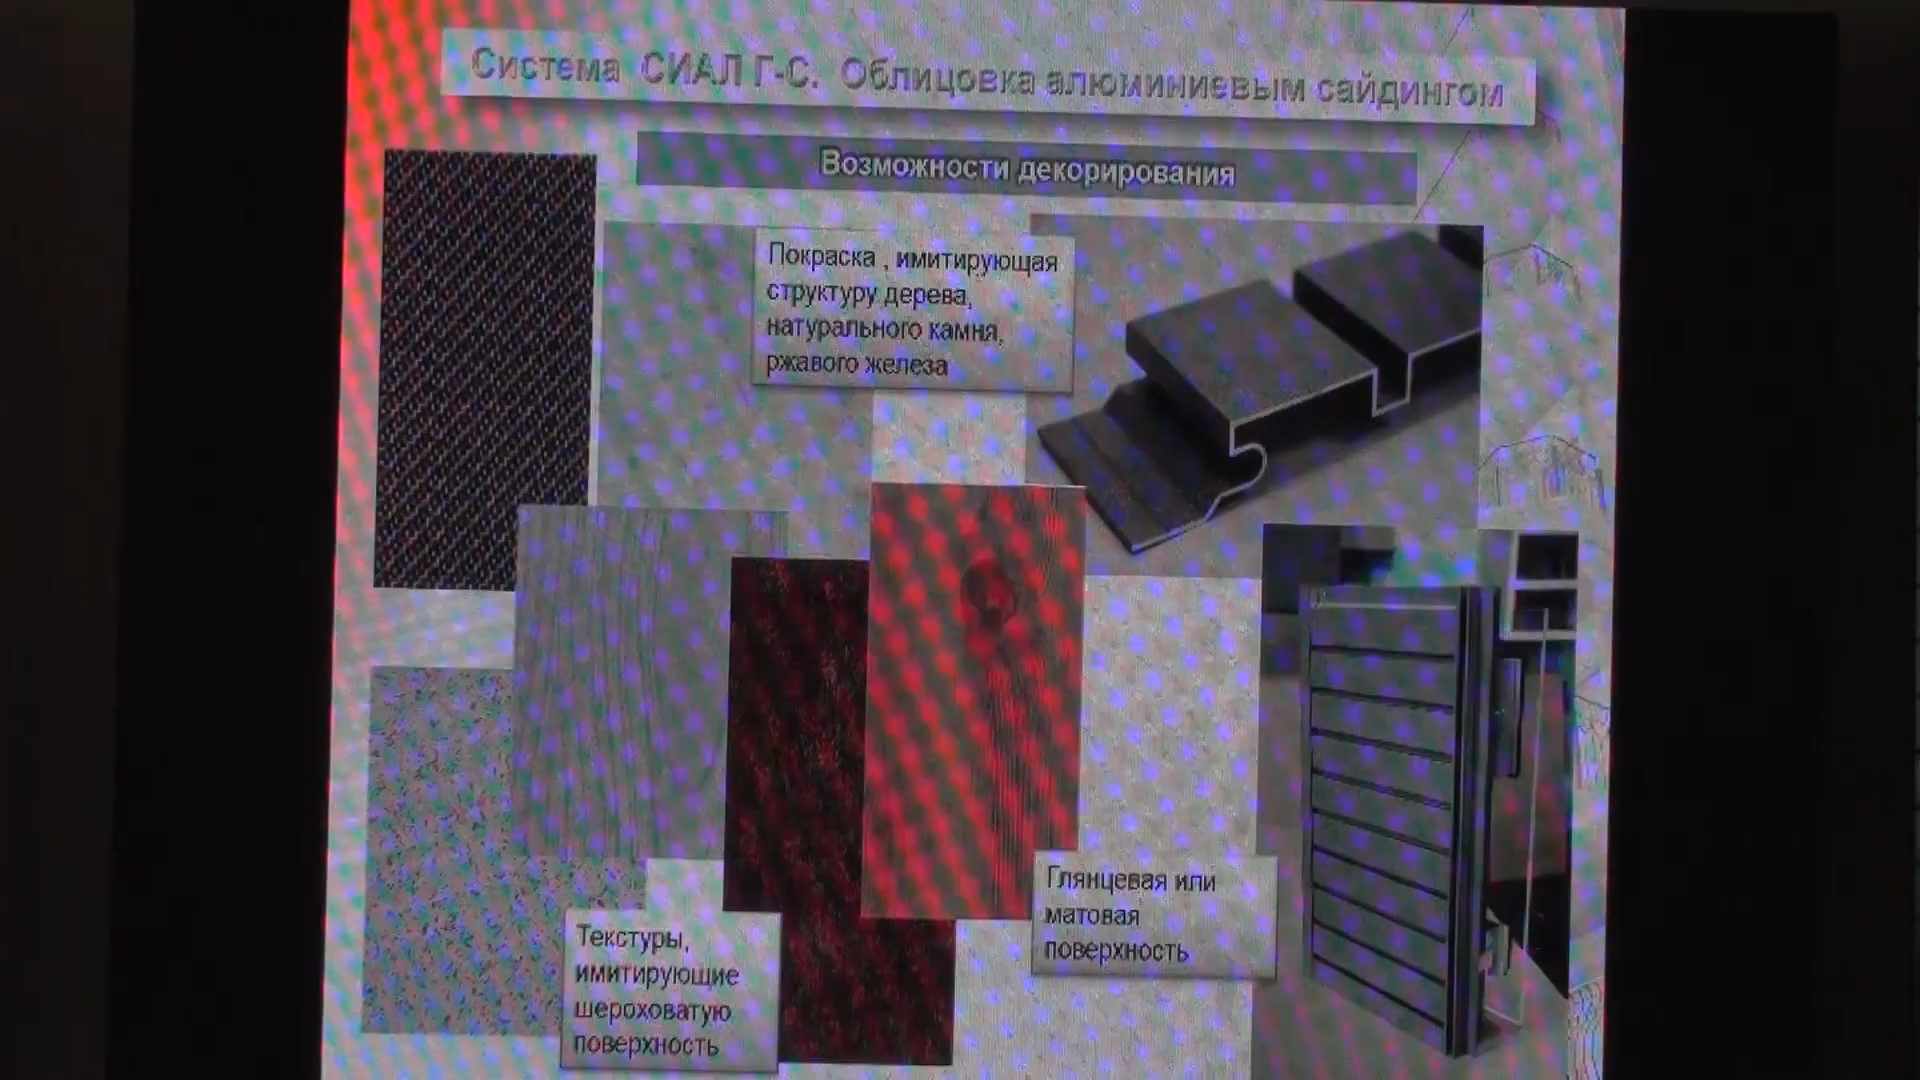 Система СИАЛ Г-С. Облицовка алюминиевым сайдингом
Возможности декорирования
Покраска , имитирующая
структуру дерева,
натурального камня,
ржавого железа
Глянцевая или
матовая
поверхность
Текстуры,
имитирующие
шероховатую
поверхность